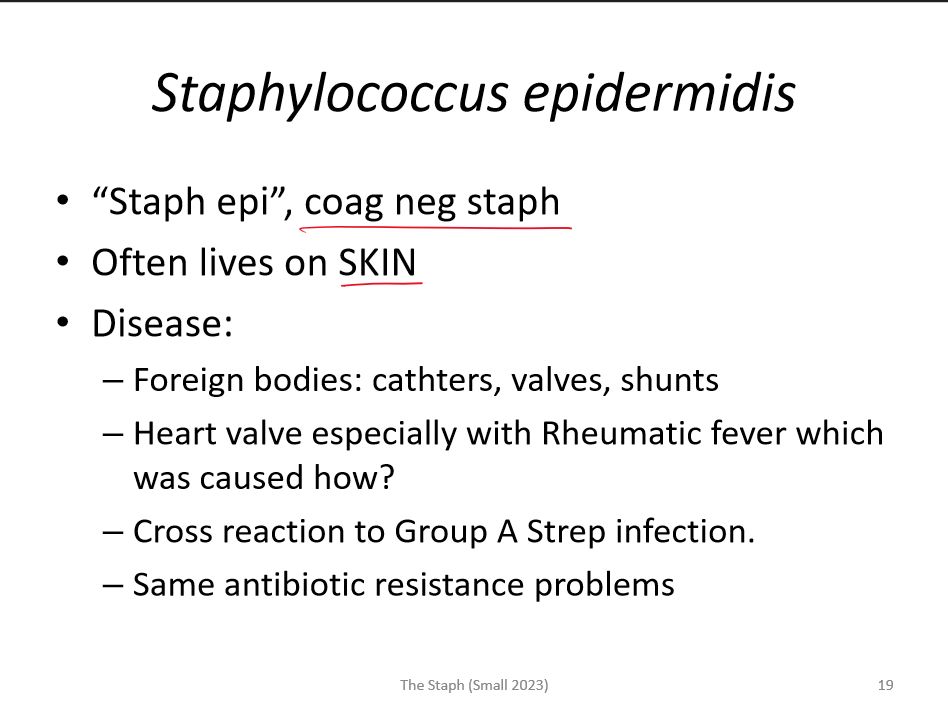 Staphylococcus epidermidis
• “Staph epi”, coag neg staph
• Often lives on SKIN
• Disease:
– Foreign bodies: cathters, valves, shunts
– Heart valve especially with Rheumatic fever which
was caused how?
– Cross reaction to Group A Strep infection.
– Same antibiotic resistance problems
The Staph (Small 2023)
19